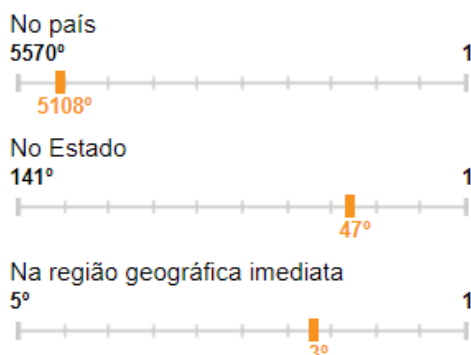 No país
5570º 1
5108º
No Estado
141º 1
47º
Na região geográfica imediata
5º 1
3º